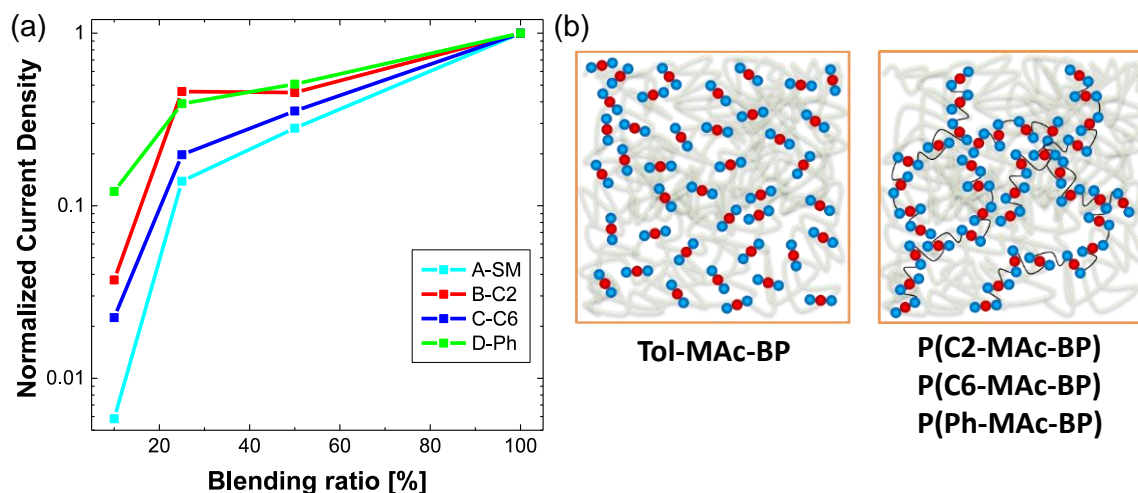 (a)
Normalized Current Density
1
0.1
0.01
20
40
60
80
100
Blending ratio [%]
A-SM
B-C2
C-C6
D-Ph
(b)
Tol-MAc-BP
P(C2-MAc-BP)
P(C6-MAc-BP)
P(Ph-MAc-BP)